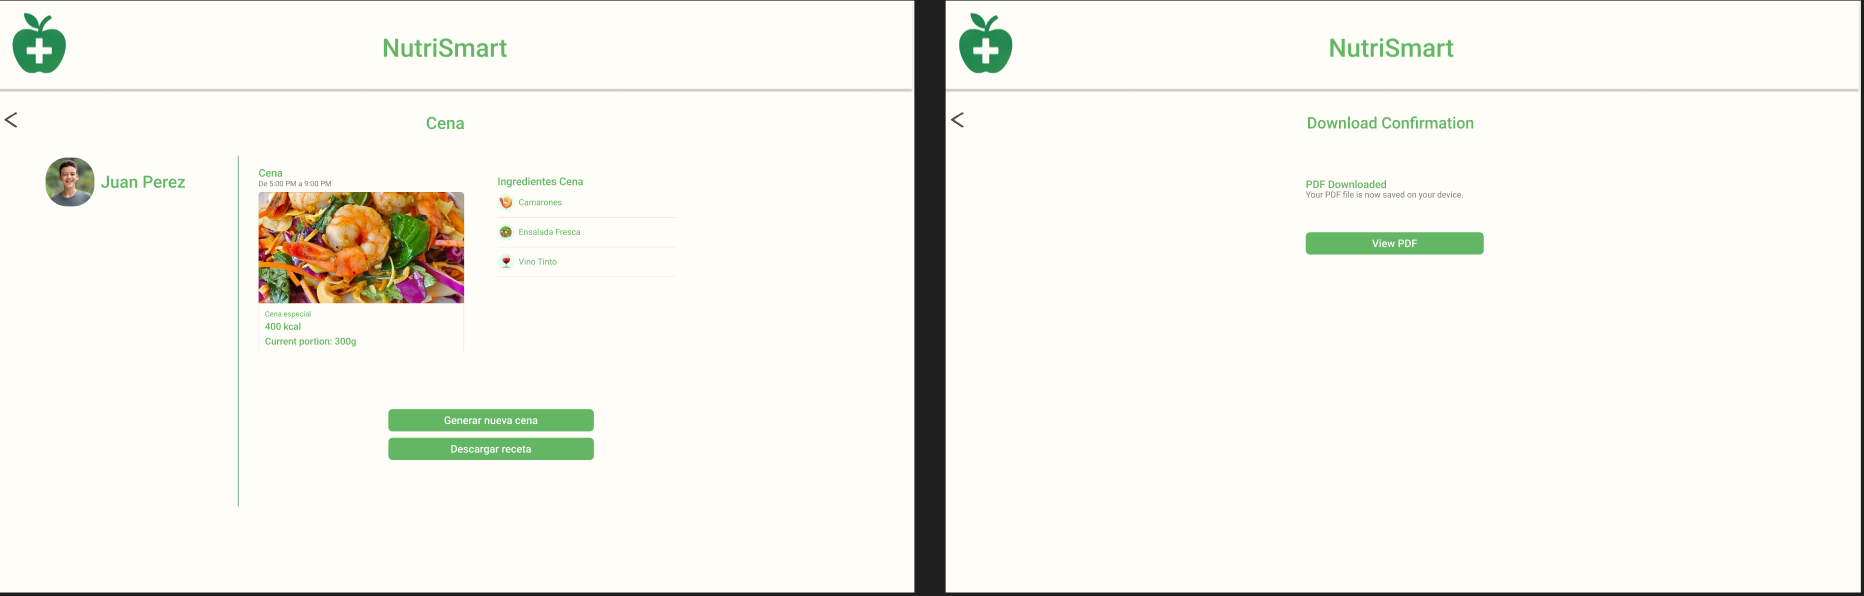 NutriSmart
<
Cena
Juan Perez
Cena
De 5:00 PM a 9:00 PM
Cena especial
400 kcal
Current portion: 300g
Ingredientes Cena
Camarones
Ensalada Fresca
Vino Tinto
Generar nueva cena
Descargar receta
NutriSmart
<
Download Confirmation
PDF Downloaded
Your PDF file is now saved on your device.
View PDF